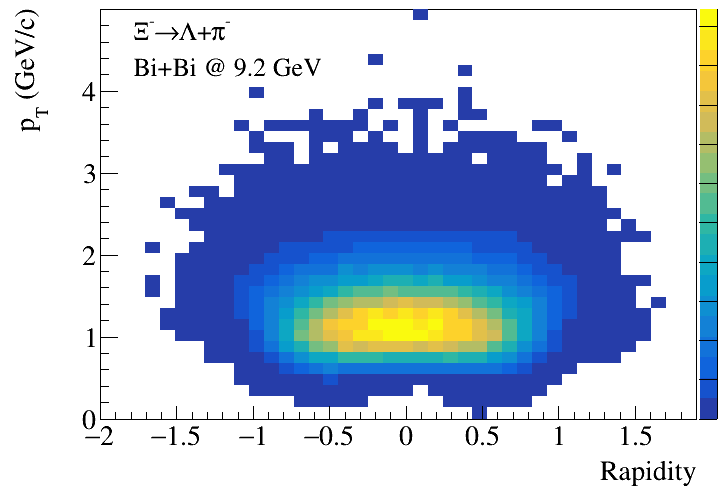 Ξ⁻→Λ+π⁻
Bi+Bi @ 9.2 GeV
p_T (GeV/c)
4
3
2
1
0
−2 −1.5 −1 −0.5 0 0.5 1 1.5
Rapidity